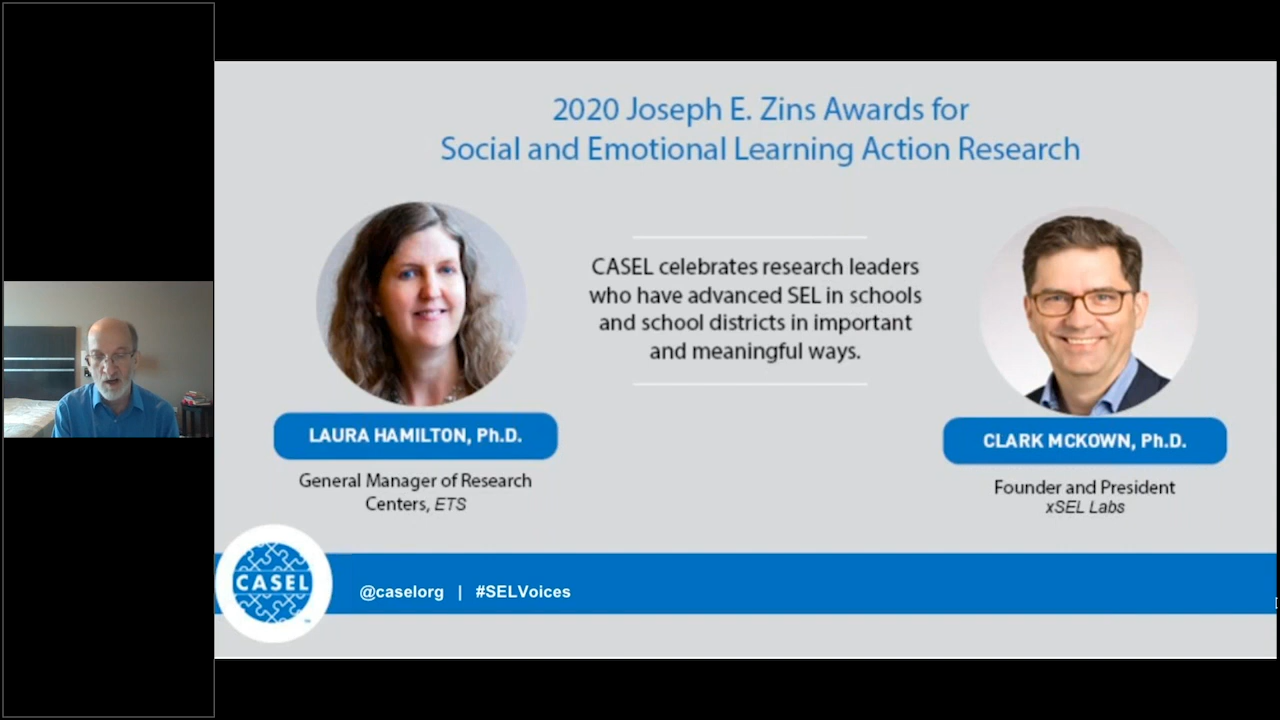 2020 Joseph E. Zins Awards for
Social and Emotional Learning Action Research
CASEL celebrates research leaders
who have advanced SEL in schools
and school districts in important
and meaningful ways.
LAURA HAMILTON, Ph.D.
General Manager of Research
Centers, ETS
CLARK MCKOWN, Ph.D.
Founder and President
xSEL Labs
CASEL
@caselorg | #SELVoices